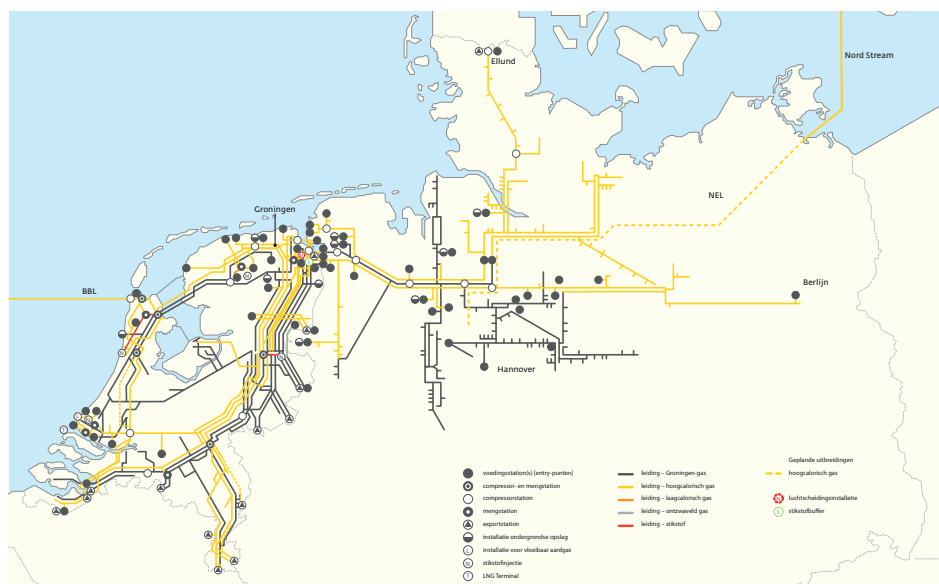 Nord Stream
Ellund
NEL
Groningen
Berlijn
BBL
Hannover
voedingsstation(s) [entry-punten]
compressor- en mengstation
compressorstation
mengstation
exportstation
installatie ondergrondse opslag
L installatie voor vloeibaar aardgas
N stikstofinjectie
T LNG Terminal
leiding – Groningen-gas
leiding – hoogcalorisch gas
leiding – laagcalorisch gas
leiding – ontzwaveld gas
leiding – stikstof
Geplande uitbreidingen
hoogcalorisch gas
N luchtscheidingsinstallatie
S stikstofbuffer